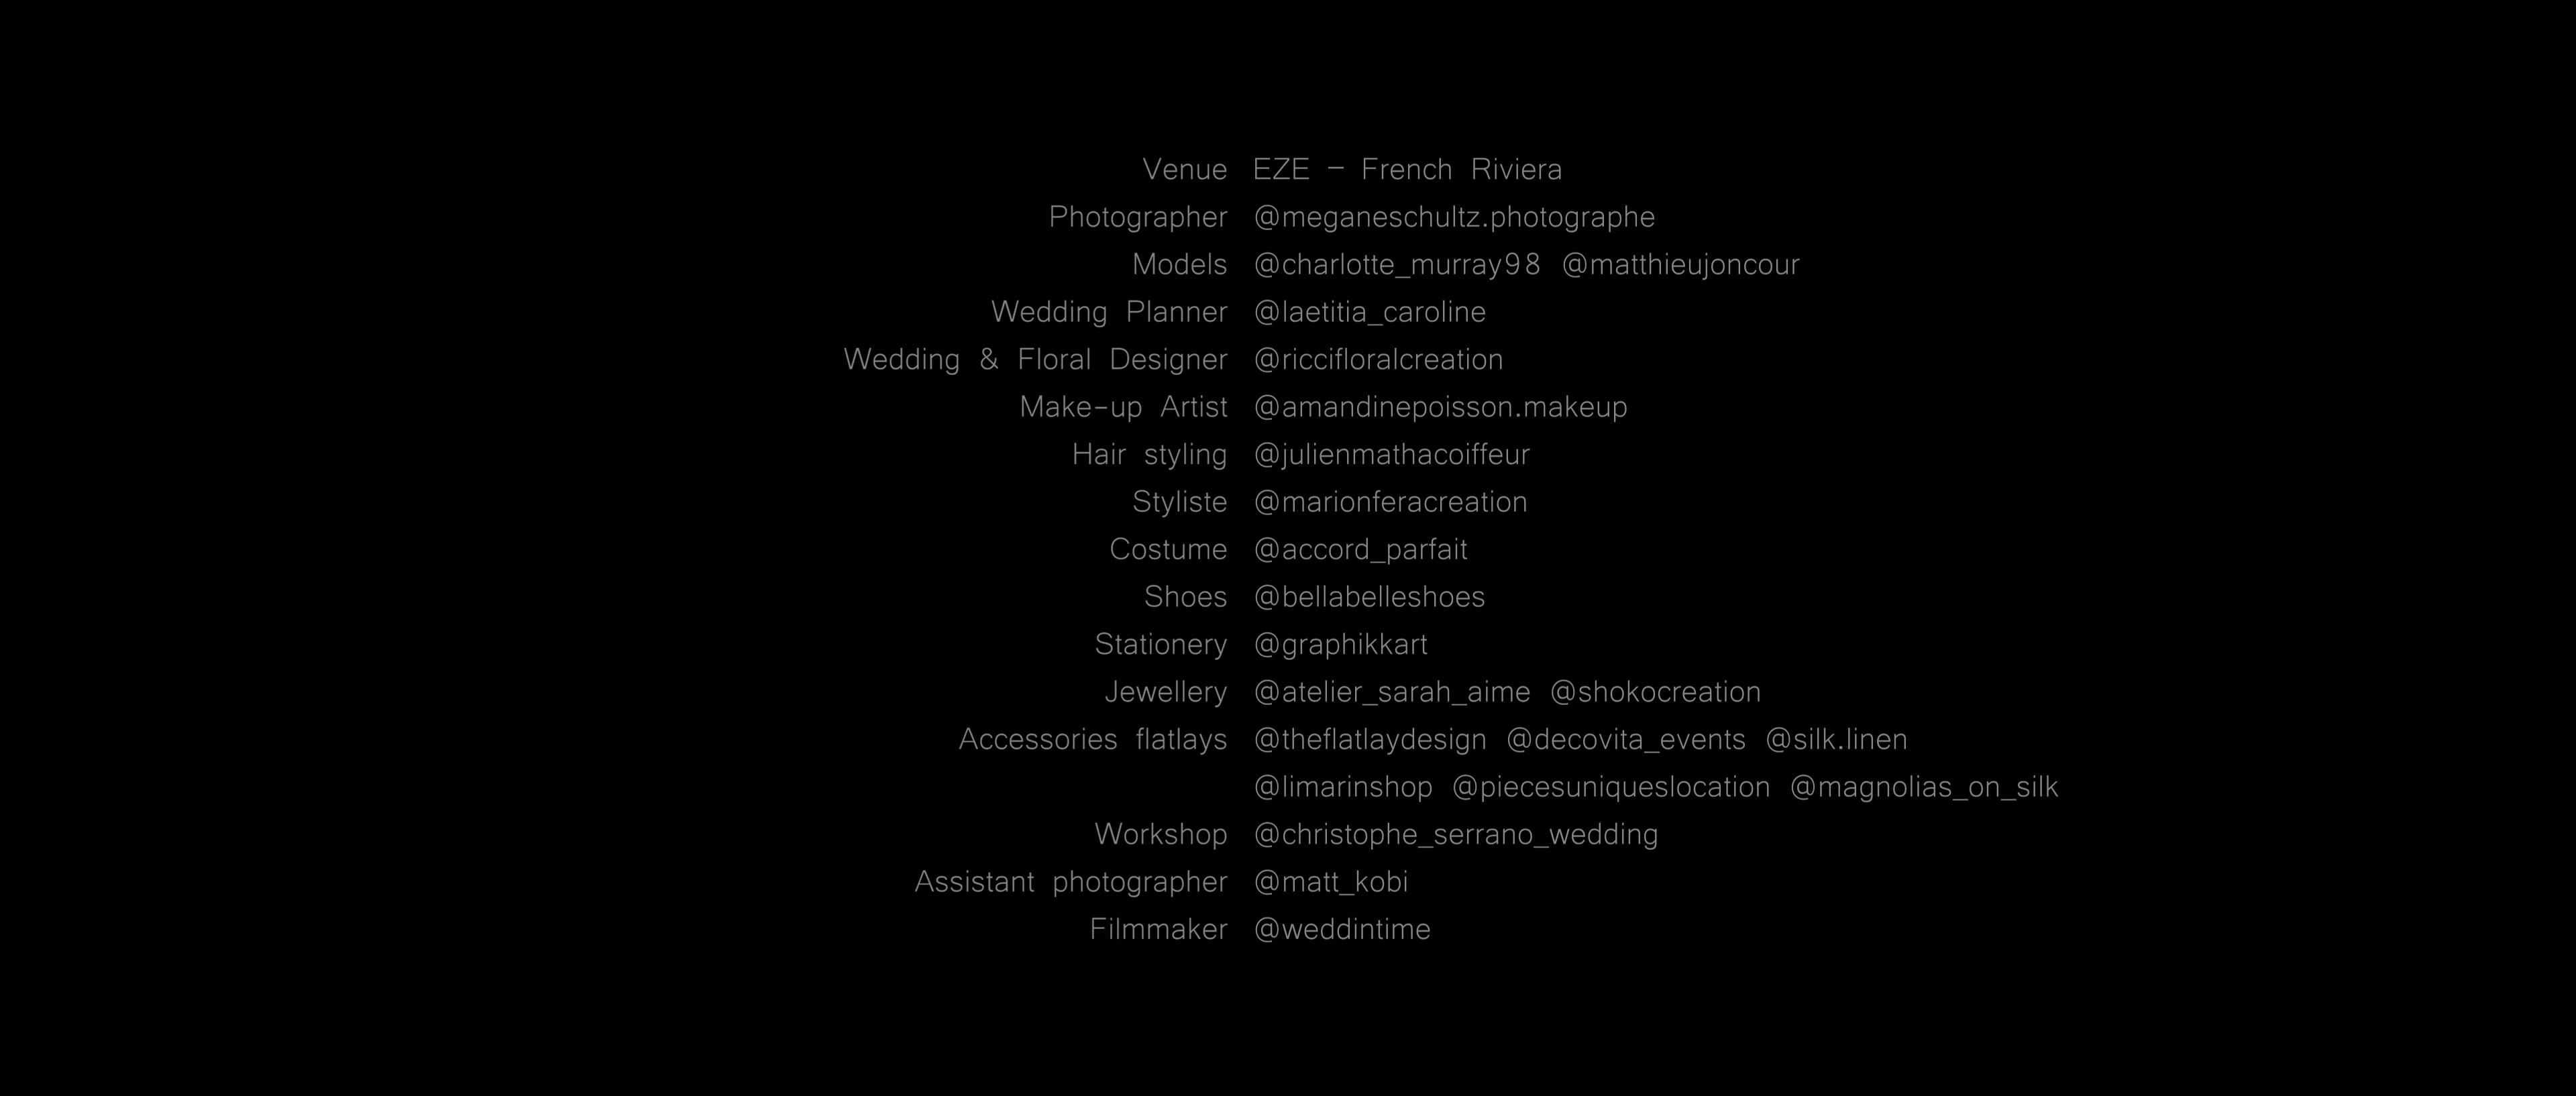 Venue EZE – French Riviera
Photographer @meganeschultz.photographe
Models @charlotte_murray98 @matthieujoncour
Wedding Planner @laetitia_caroline
Wedding & Floral Designer @riccifloralcreation
Make-up Artist @amandinepoisson.makeup
Hair styling @julienmathacoiffeur
Styliste @marionferacreation
Costume @accord_parfait
Shoes @bellabelleshoes
Stationery @graphikkart
Jewellery @atelier_sarah_aime @shokocreation
Accessories flatlays @theflatlaydesign @decovita_events @silk.linen
@limarinshop @piecesuniqueslocation @magnolias_on_silk
Workshop @christophe_serrano_wedding
Assistant photographer @matt_kobi
Filmmaker @weddintime